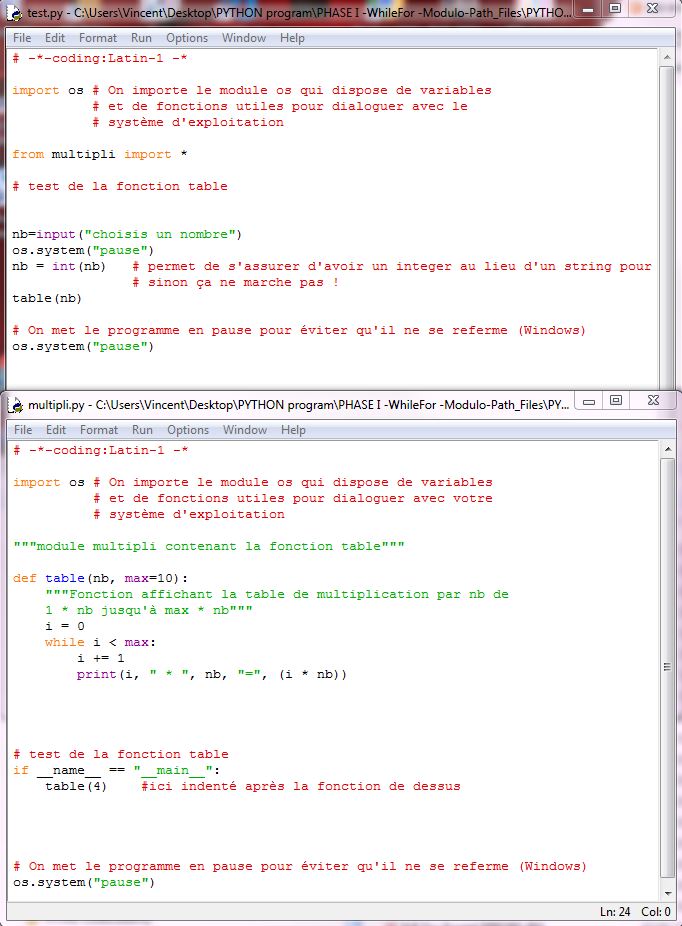 test.py - C:\Users\Vincent\Desktop\PYTHON program\PHASE I -WhileFor -Modulo-Path_Files\PYTHO...
File Edit Format Run Options Window Help
# -*-coding:Latin-1 -*
import os # On importe le module os qui dispose de variables
# et de fonctions utiles pour dialoguer avec le
# système d'exploitation
from multipli import *
# test de la fonction table
nb=input("choisis un nombre")
os.system("pause")
nb = int(nb) # permet de s'assurer d'avoir un integer au lieu d'un string pour
# sinon ça ne marche pas !
table(nb)
# On met le programme en pause pour éviter qu'il ne se referme (Windows)
os.system("pause")
multipli.py - C:\Users\Vincent\Desktop\PYTHON program\PHASE I -WhileFor -Modulo-Path_Files\PY...
File Edit Format Run Options Window Help
# -*-coding:Latin-1 -*
import os # On importe le module os qui dispose de variables
# et de fonctions utiles pour dialoguer avec votre
# système d'exploitation
"""module multipli contenant la fonction table"""
def table(nb, max=10):
"""Fonction affichant la table de multiplication par nb de
1 * nb jusqu'à max * nb"""
i = 0
while i < max:
i += 1
print(i, " * ", nb, "=", (i * nb))
# test de la fonction table
if __name__ == "__main__":
table(4) #ici indenté après la fonction de dessus
# On met le programme en pause pour éviter qu'il ne se referme (Windows)
os.system("pause")
Ln: 24 Col: 0